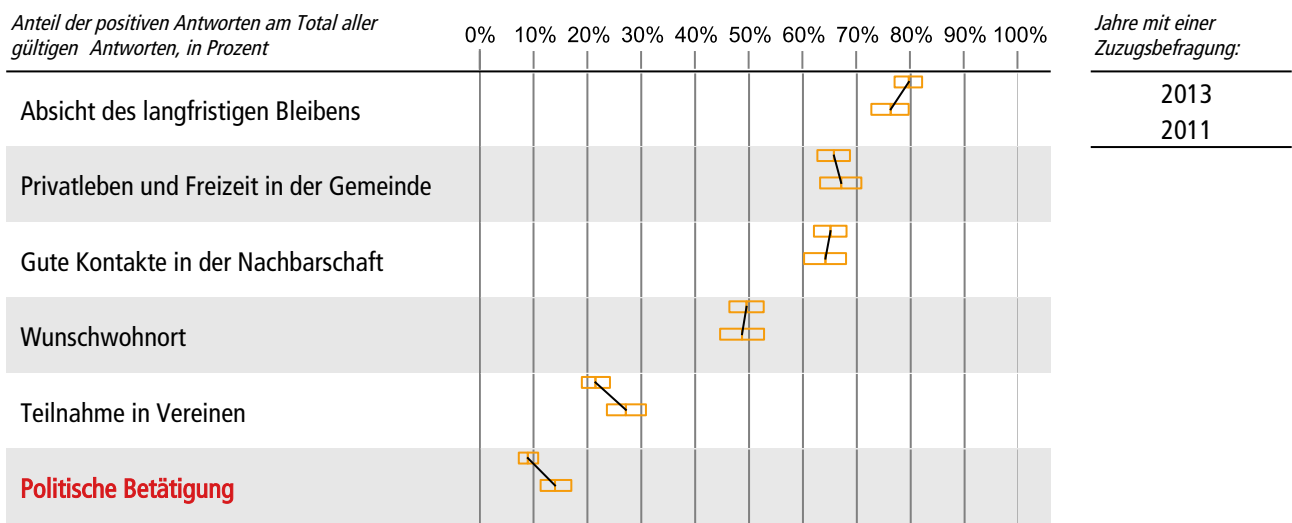 Anteil der positiven Antworten am Total aller
gültigen Antworten, in Prozent
0% 10% 20% 30% 40% 50% 60% 70% 80% 90% 100%
Jahre mit einer
Zuzugsbefragung:
2013
2011
Absicht des langfristigen Bleibens
Privatleben und Freizeit in der Gemeinde
Gute Kontakte in der Nachbarschaft
Wunschwohnort
Teilnahme in Vereinen
Politische Betätigung